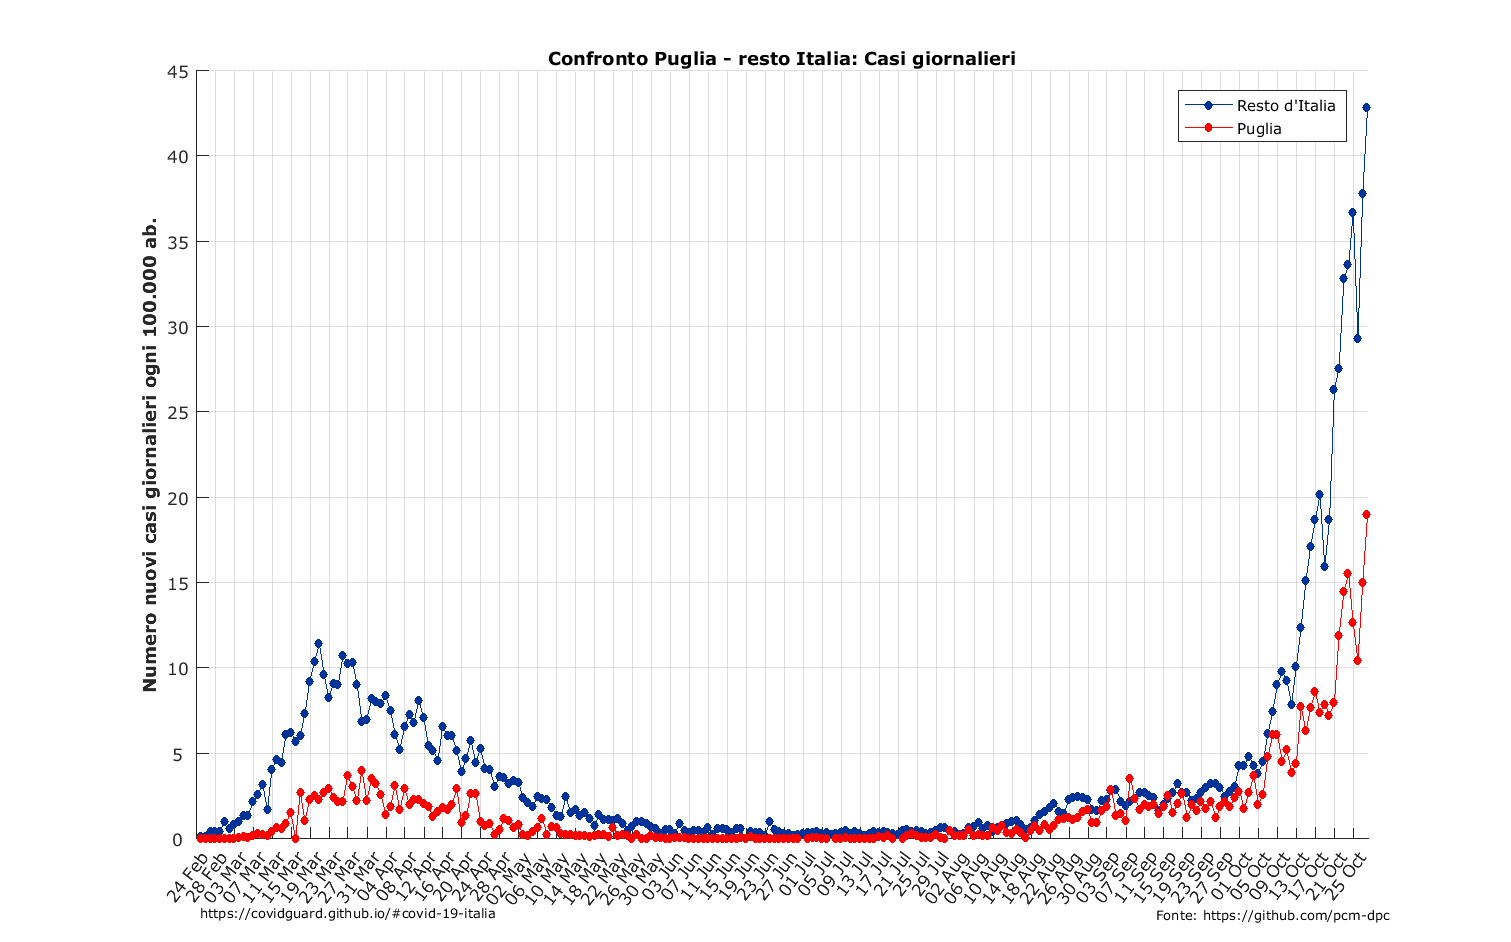 Confronto Puglia - resto Italia: Casi giornalieri
Resto d'Italia
Puglia
Numero nuovi casi giornalieri ogni 100.000 ab.
45
40
35
30
25
20
15
10
5
0
24 Feb
28 Feb
03 Mar
07 Mar
11 Mar
15 Mar
19 Mar
23 Mar
27 Mar
31 Mar
04 Apr
08 Apr
12 Apr
16 Apr
20 Apr
24 Apr
28 Apr
02 May
06 May
10 May
14 May
18 May
22 May
26 May
30 May
03 Jun
07 Jun
11 Jun
15 Jun
19 Jun
23 Jun
27 Jun
01 Jul
05 Jul
09 Jul
13 Jul
17 Jul
21 Jul
25 Jul
29 Jul
02 Aug
06 Aug
10 Aug
14 Aug
18 Aug
22 Aug
26 Aug
30 Aug
03 Sep
07 Sep
11 Sep
15 Sep
19 Sep
23 Sep
27 Sep
01 Oct
05 Oct
09 Oct
13 Oct
17 Oct
21 Oct
25 Oct
https://covidguard.github.io/#covid-19-italia
Fonte: https://github.com/pcm-dpc